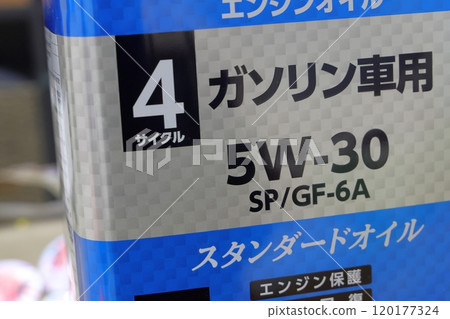 エンジンオイル
4
サイクル
ガソリン車用
5W-30
SP/GF-6A
スタンダードオイル
エンジン保護
120177324